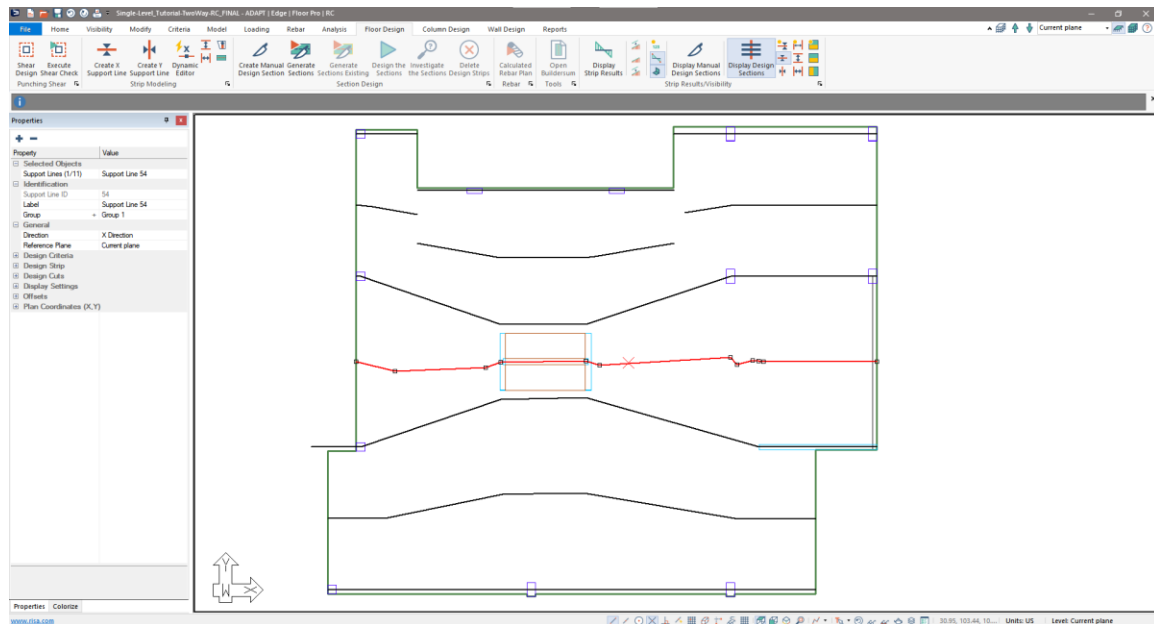 Single-Level_Tutorial-TwoWay-RC_FINAL - ADAPT | Edge | Floor Pro | RC
File Home Visibility Modify Criteria Model Loading Rebar Analysis Floor Design Column Design Wall Design Reports Current plane
Shear Design
Execute Shear Check
Create X Support Line
Create Y Support Line
Dynamic Editor
Create Manual Design Section
Generate Sections
Generate Sections Existing
Design the Sections
Investigate the Sections
Delete Design Strips
Calculated Rebar Plan
Open Buildersum
Display Strip Results
Display Manual Design Sections
Display Design Sections
Punching Shear Strip Modeling Section Design Rebar Tools Strip Results/Visibility
Properties
Property Value
Selected Objects
Support Lines (1/11) Support Line 54
Identification
Support Line ID 54
Label Support Line 54
Group Group 1
General
Direction X Direction
Reference Plane Current plane
Design Criteria
Design Strip
Design Cuts
Display Settings
Offsets
Plan Coordinates (X,Y)
Y
W X
Properties Colorize
www.risa.com 30.95, 103.44, 10... Units: US Level: Current plane